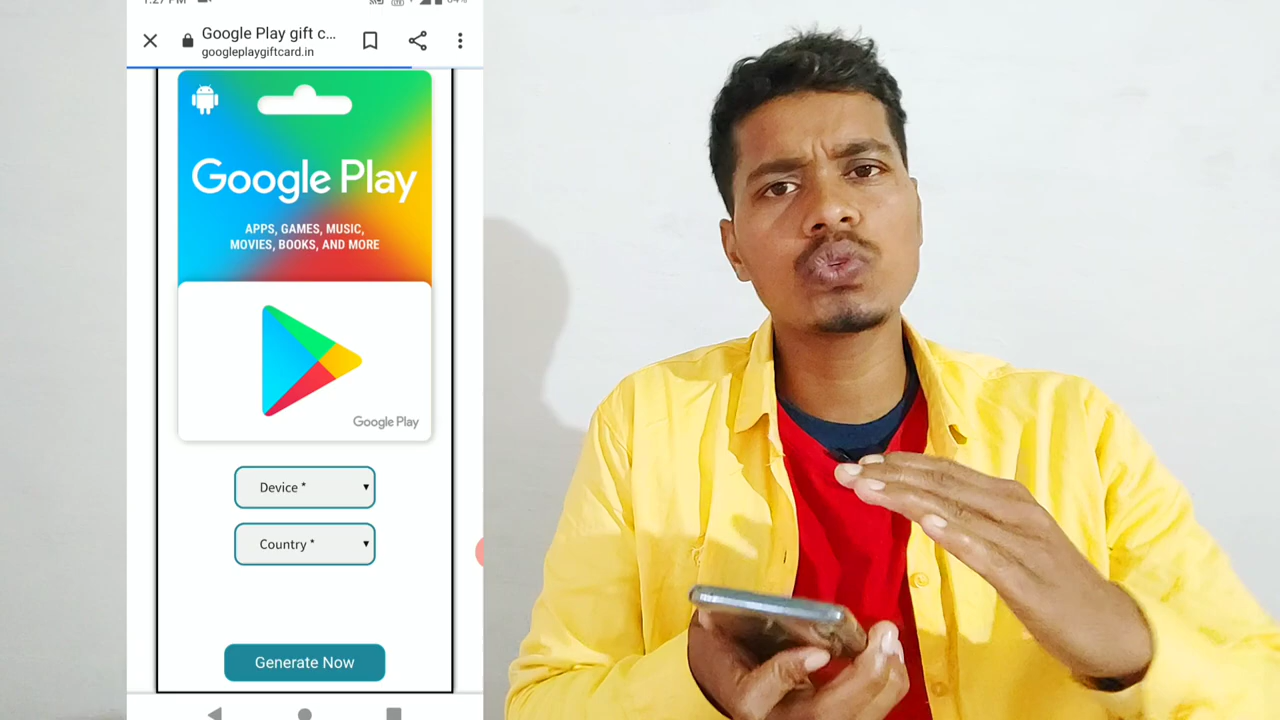 Google Play gift c...
googleplaygiftcard.in
Google Play
APPS, GAMES, MUSIC,
MOVIES, BOOKS, AND MORE
Google Play
Device *
Country *
Generate Now